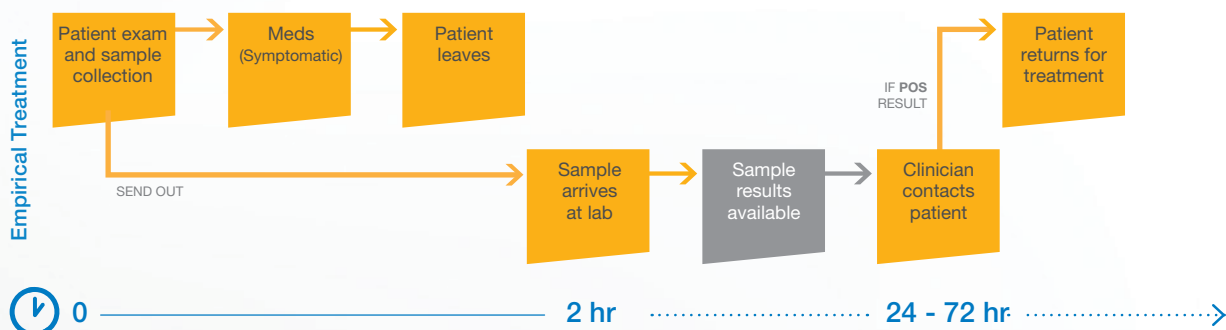 Empirical Treatment
Patient exam
and sample
collection
Meds
(Symptomatic)
Patient
leaves
IF POS
RESULT
Patient
returns for
treatment
SEND OUT
Sample
arrives
at lab
Sample
results
available
Clinician
contacts
patient
0
2 hr
24 - 72 hr